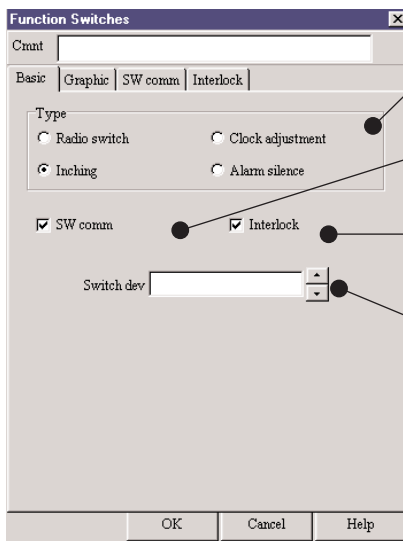 Function Switches
Cmnt
Basic Graphic SW comm Interlock
Type
Radio switch Clock adjustment
Inching Alarm silence
SW comm Interlock
Switch dev
OK Cancel Help